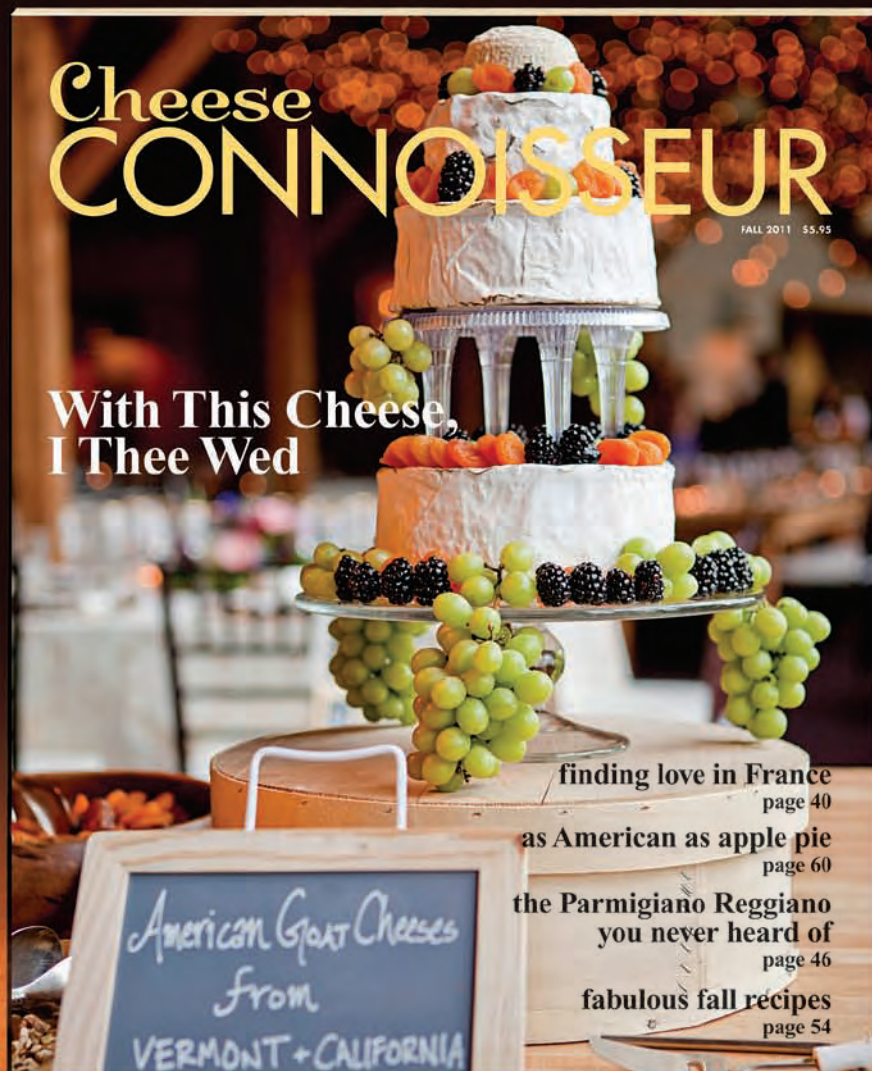 Cheese
CONNOISSEUR
FALL 2011 $5.95
With This Cheese,
I Thee Wed
finding love in France
page 40
as American as apple pie
page 60
the Parmigiano Reggiano
you never heard of
page 46
fabulous fall recipes
page 54
American Goat Cheeses
from
VERMONT + CALIFORNIA